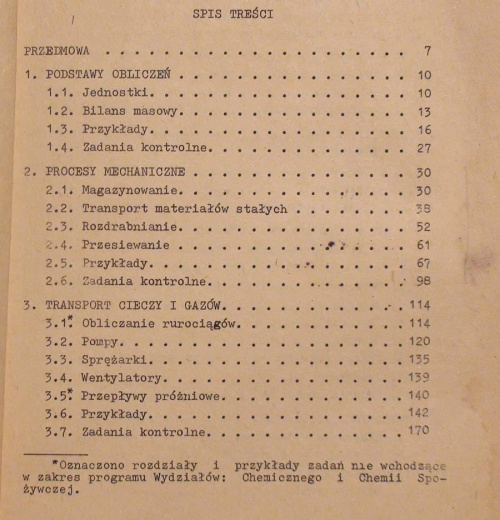 SPIS TREŚCI
PRZEDMOWA . . . . . . . . . . . . . . . . . . . . . 7
1. PODSTAWY OBLICZEŃ . . . . . . . . . . . . . . . . 10
1.1. Jednostki. . . . . . . . . . . . . . . . . . 10
1.2. Bilans masowy. . . . . . . . . . . . . . . . 13
1.3. Przykłady. . . . . . . . . . . . . . . . . . 16
1.4. Zadania kontrolne. . . . . . . . . . . . . . 27
2. PROCESY MECHANICZNE . . . . . . . . . . . . . . . 30
2.1. Magazynowanie. . . . . . . . . . . . . . . . 30
2.2. Transport materiałów stałych . . . . . . . . 38
2.3. Rozdrabnianie. . . . . . . . . . . . . . . . 52
2.4. Przesiewanie . . . . . . . . . . . . . . . . 61
2.5. Przykłady. . . . . . . . . . . . . . . . . . 67
2.6. Zadania kontrolne. . . . . . . . . . . . . . 98
3. TRANSPORT CIECZY I GAZÓW. . . . . . . . . . . . . 114
3.1.* Obliczanie rurociągów. . . . . . . . . . . . 114
3.2. Pompy. . . . . . . . . . . . . . . . . . . . 120
3.3. Sprężarki. . . . . . . . . . . . . . . . . . 135
3.4. Wentylatory. . . . . . . . . . . . . . . . . 139
3.5.* Przepływy próżniowe. . . . . . . . . . . . . 140
3.6. Przykłady. . . . . . . . . . . . . . . . . . 142
3.7. Zadania kontrolne. . . . . . . . . . . . . . 170
*Oznaczono rozdziały i przykłady zadań nie wchodzące
w zakres programu Wydziałów: Chemicznego i Chemii Spo-
żywczej.